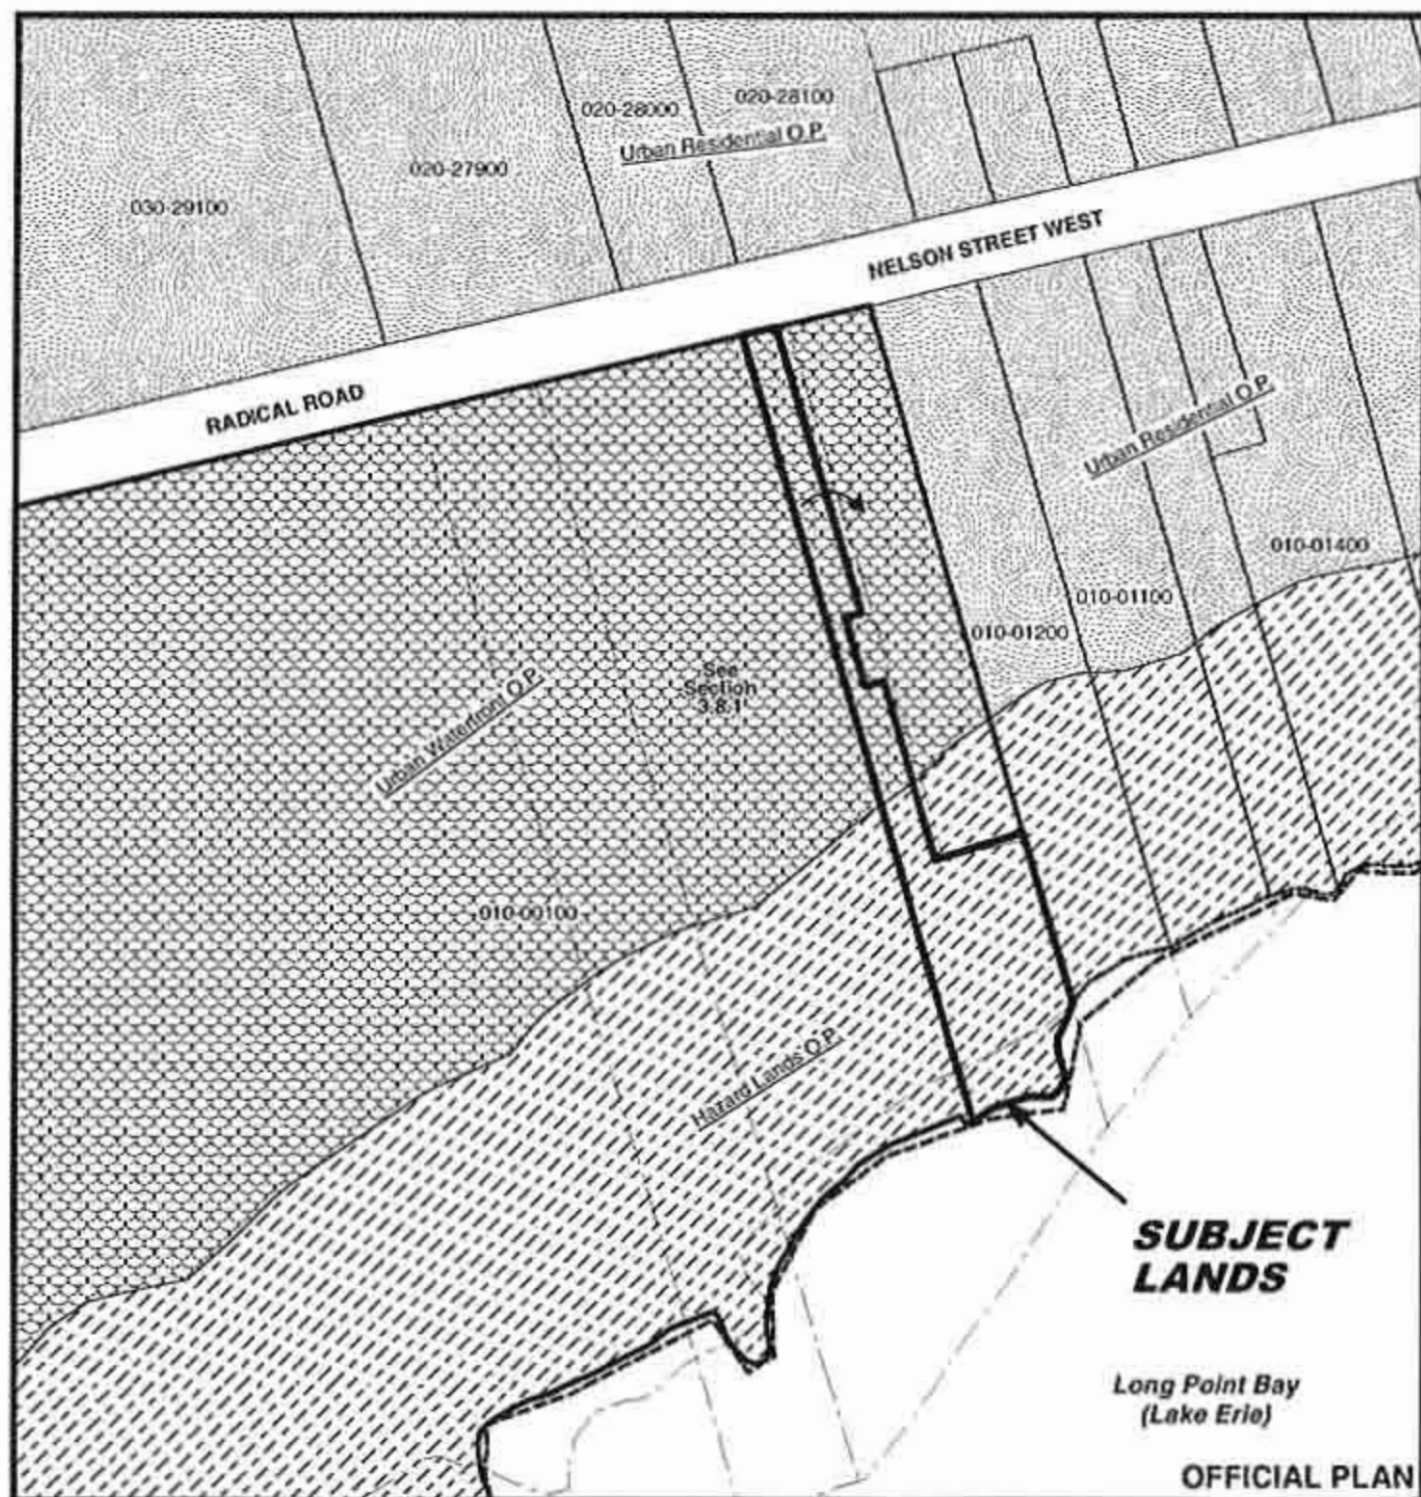 020-28000
020-28100
Urban Residential O.P.
020-27900
030-29100
NELSON STREET WEST
RADICAL ROAD
Urban Residential O.P.
010-01400
010-01100
010-01200
See
Section
3.8.1
Urban Waterfront O.P.
010-00100
Hazard Lands O.P.
SUBJECT
LANDS
Long Point Bay
(Lake Erie)
OFFICIAL PLAN